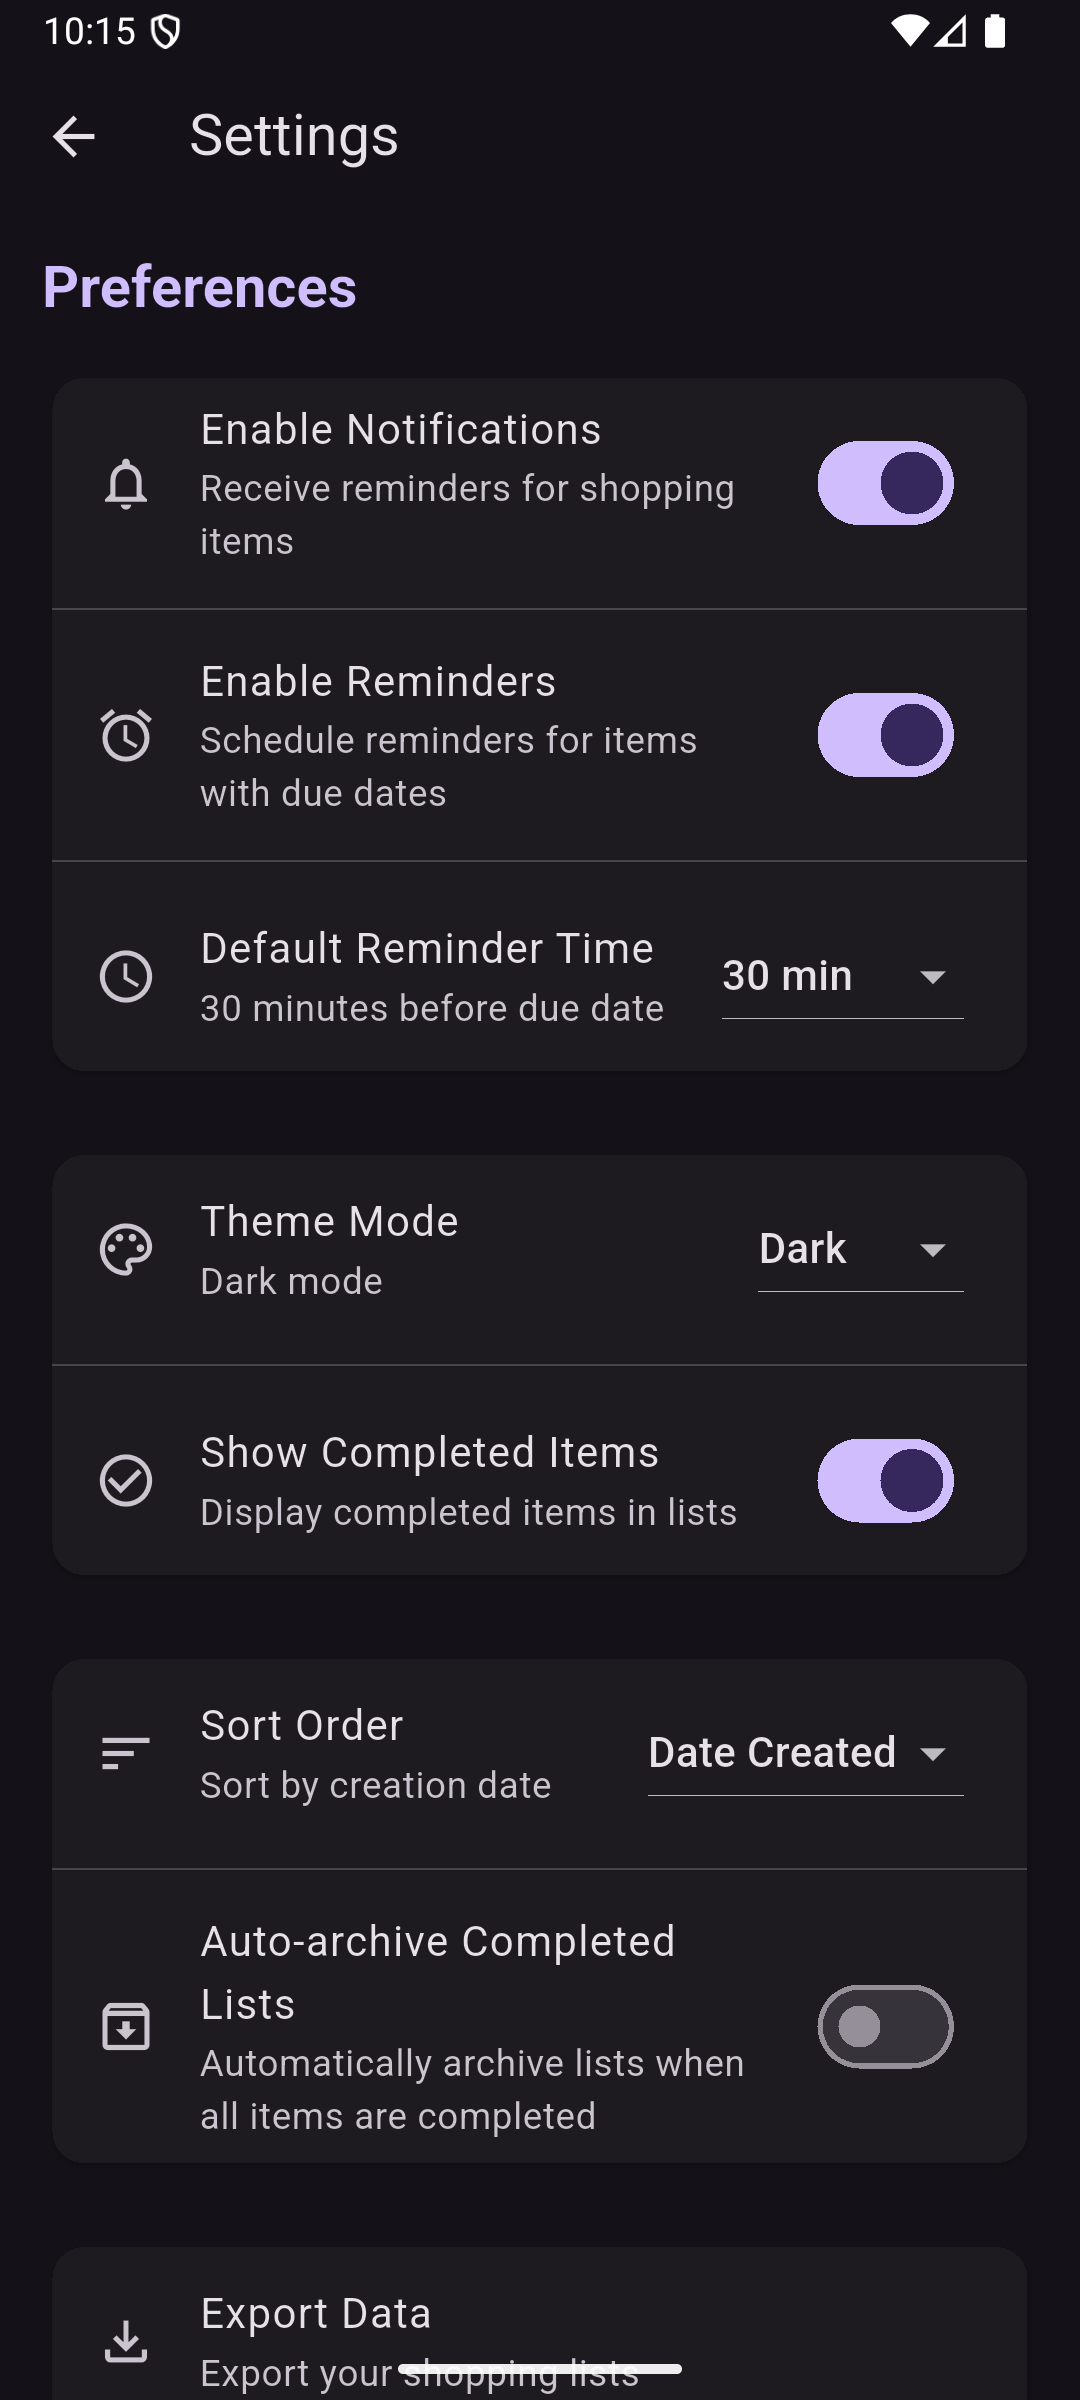 10:15
Settings
Preferences
Enable Notifications
Receive reminders for shopping
items
Enable Reminders
Schedule reminders for items
with due dates
Default Reminder Time
30 minutes before due date
30 min
Theme Mode
Dark mode
Dark
Show Completed Items
Display completed items in lists
Sort Order
Sort by creation date
Date Created
Auto-archive Completed
Lists
Automatically archive lists when
all items are completed
Export Data
Export your shopping lists